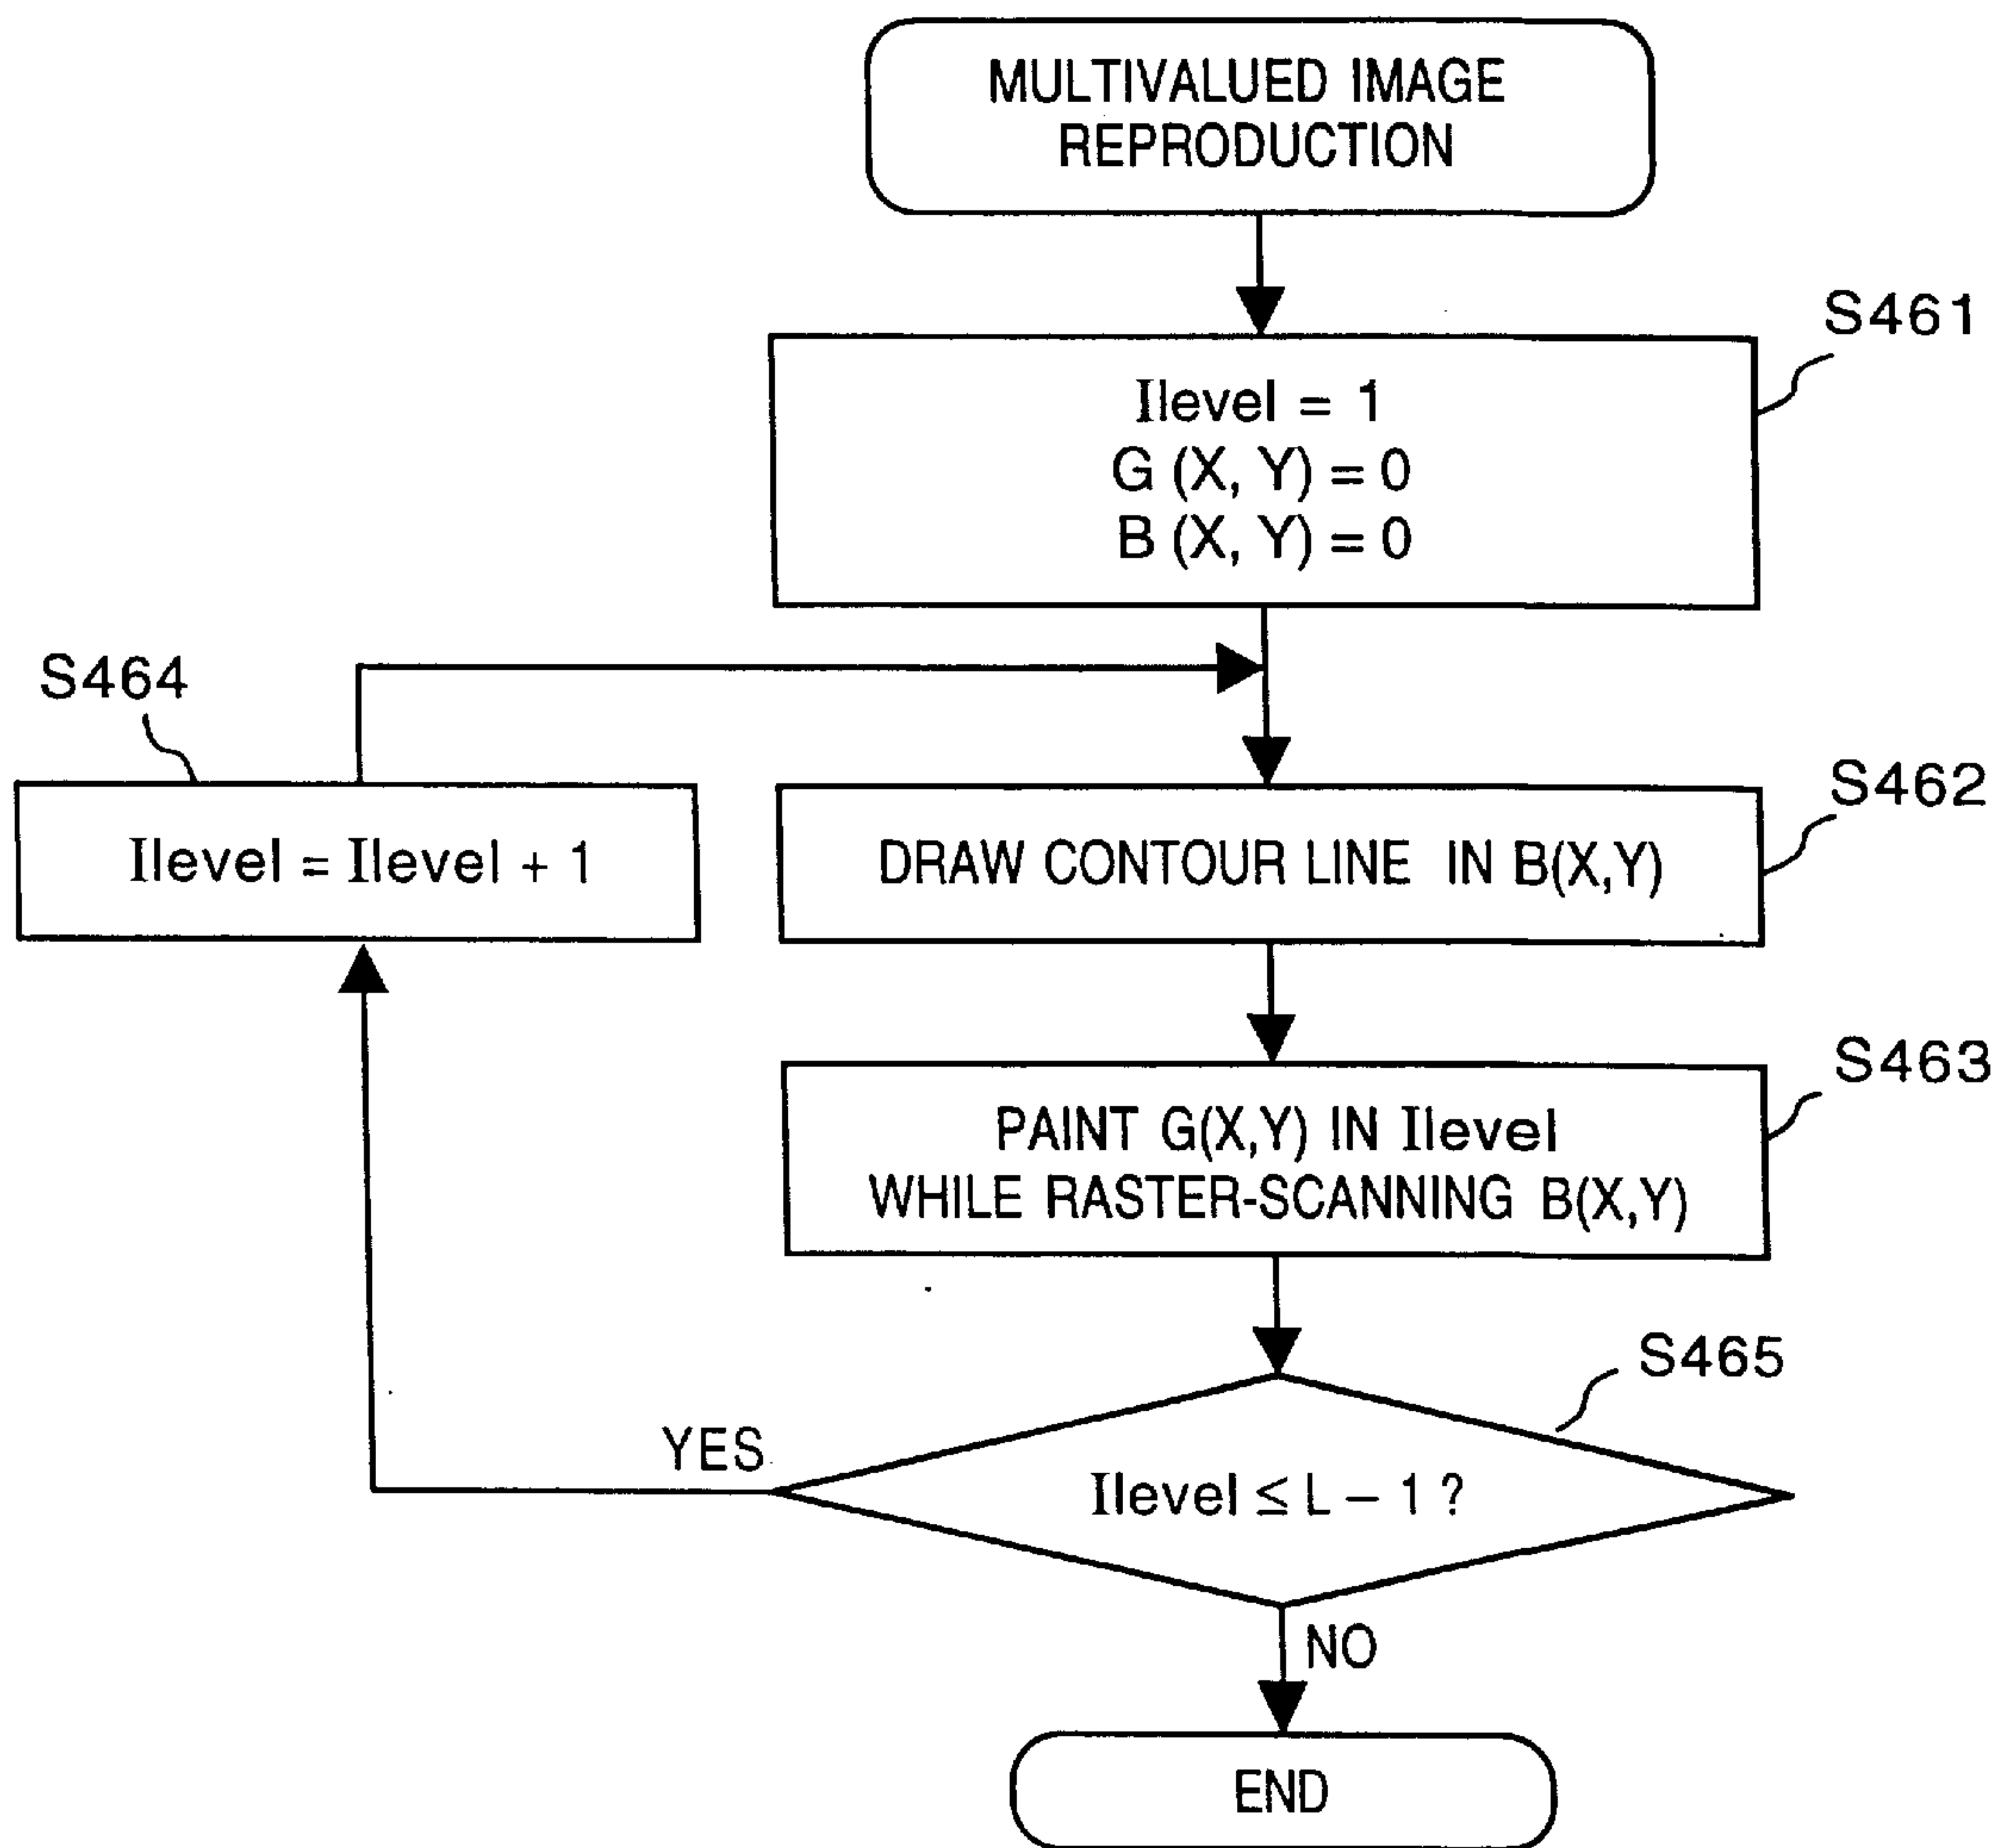 MULTIVALUED IMAGE
REPRODUCTION
S461
Ilevel = 1
G (X, Y) = 0
B (X, Y) = 0
S464
Ilevel = Ilevel + 1
S462
DRAW CONTOUR LINE IN B(X,Y)
S463
PAINT G(X,Y) IN Ilevel
WHILE RASTER-SCANNING B(X,Y)
S465
YES
Ilevel ≤ L – 1 ?
NO
END